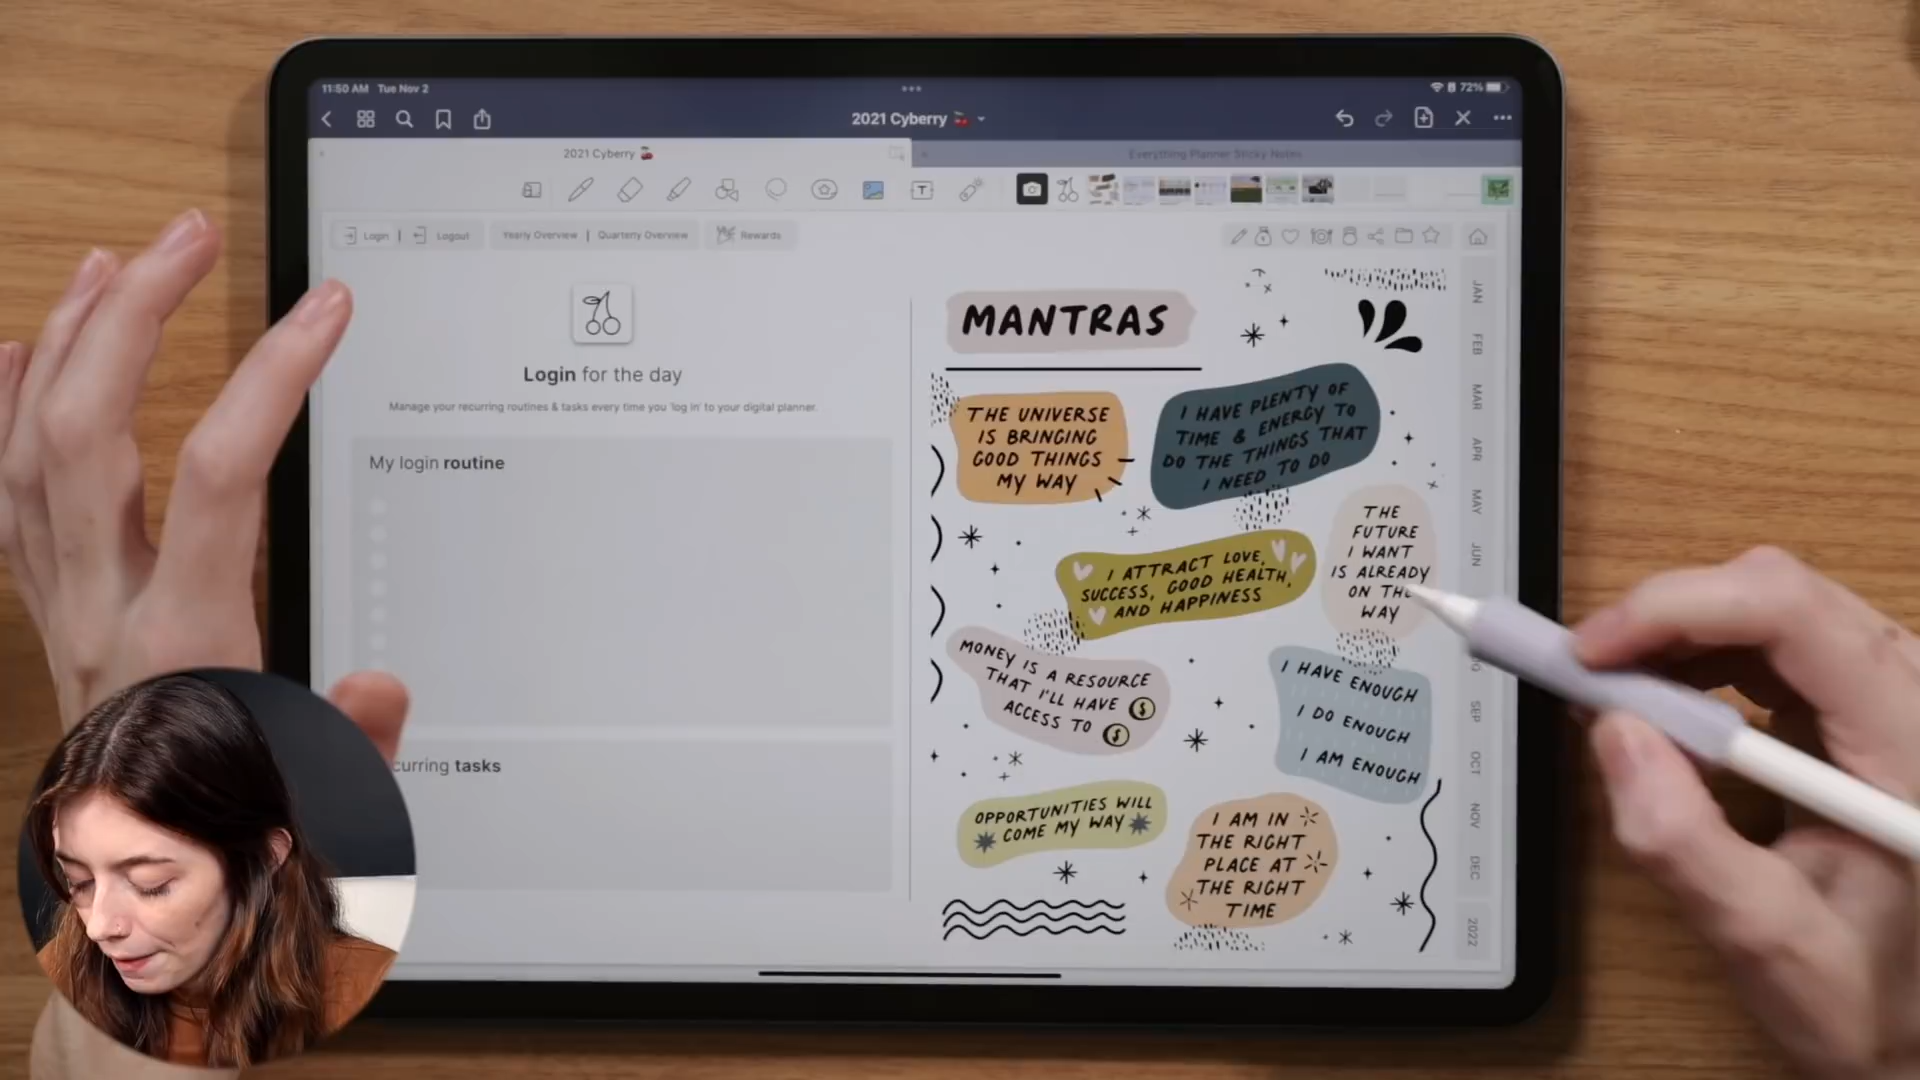 11:50 AM Tue Nov 2
72%
2021 Cyberry
2021 Cyberry
Everything Planner Sticky Notes
T
Login | Logout
Yearly Overview | Quarterly Overview
Rewards
Login for the day
Manage your recurring routines & tasks every time you 'log in' to your digital planner.
My login routine
curring tasks
MANTRAS
THE UNIVERSE
IS BRINGING
GOOD THINGS
MY WAY
I HAVE PLENTY OF
TIME & ENERGY TO
DO THE THINGS THAT
I NEED TO DO
THE
FUTURE
I WANT
IS ALREADY
ON THE
WAY
I ATTRACT LOVE,
SUCCESS, GOOD HEALTH,
AND HAPPINESS
MONEY IS A RESOURCE
THAT I'LL HAVE $
ACCESS TO $
I HAVE ENOUGH
I DO ENOUGH
I AM ENOUGH
OPPORTUNITIES WILL
COME MY WAY
I AM IN
THE RIGHT
PLACE AT
THE RIGHT
TIME
JAN
FEB
MAR
APR
MAY
JUN
SEP
OCT
NOV
DEC
2022